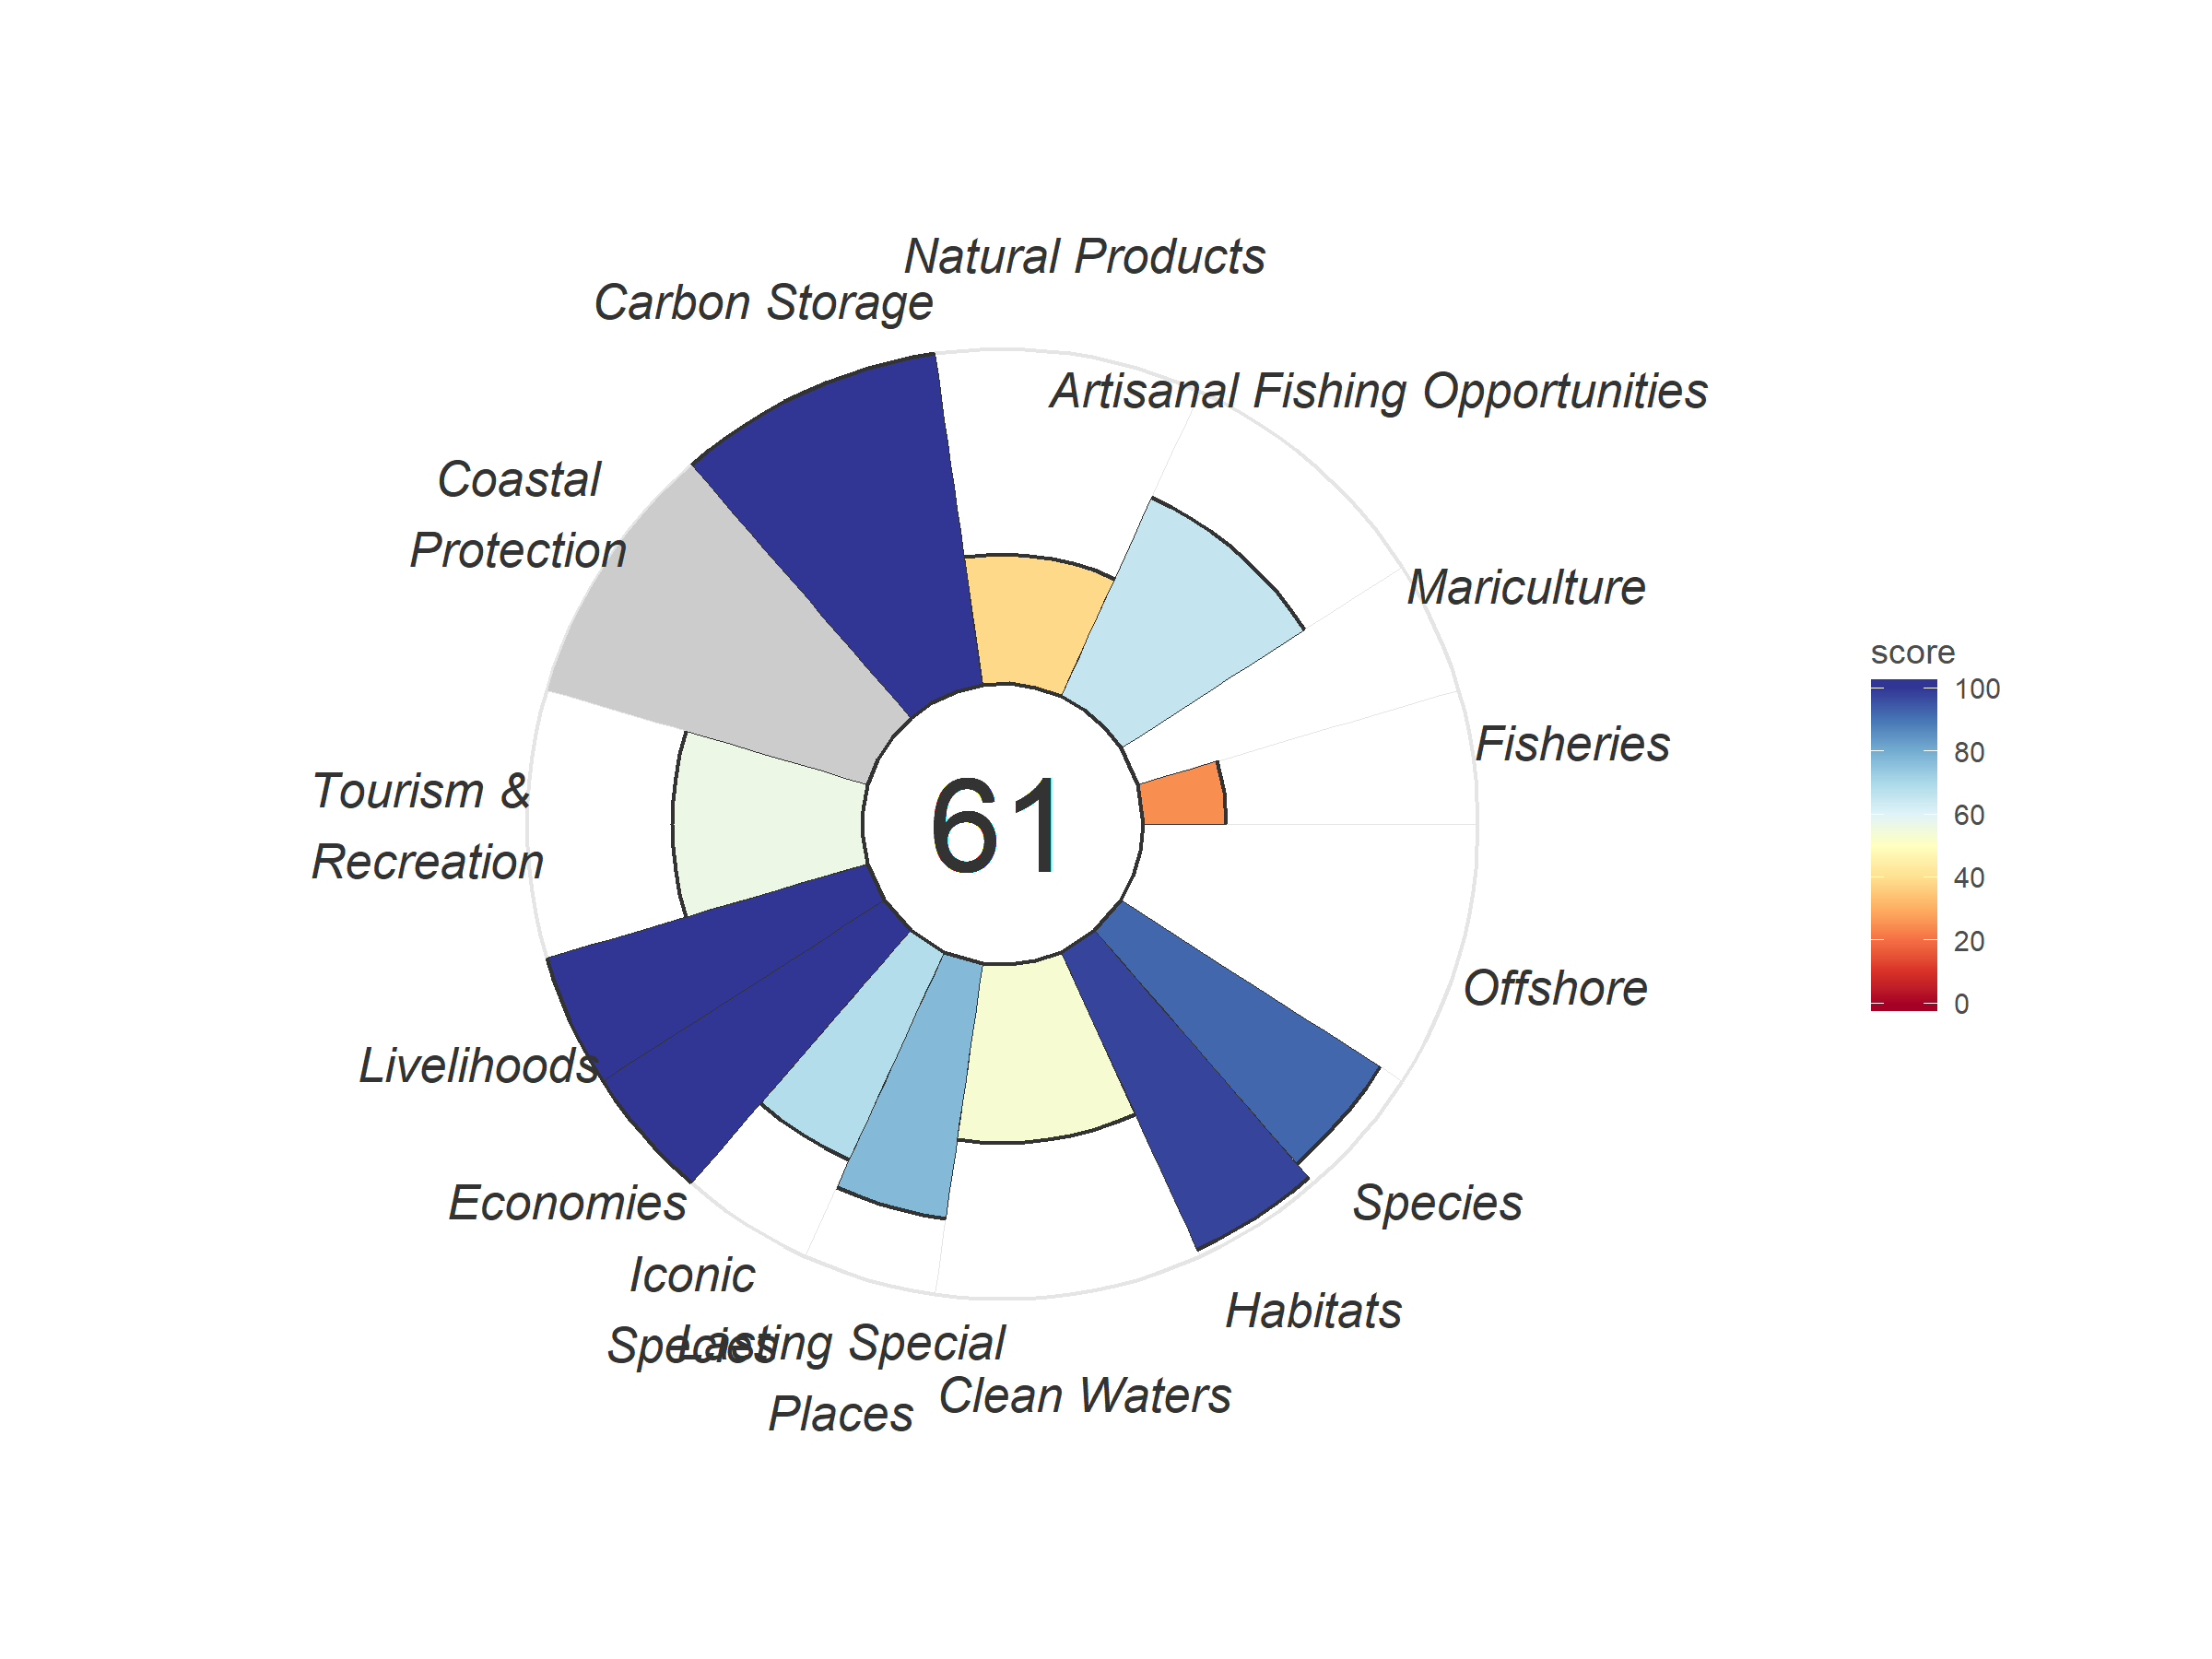 Natural Products
Carbon Storage
Artisanal Fishing Opportunities
Coastal
Protection
Mariculture
Fisheries
Tourism &
Recreation
61
Offshore
Livelihoods
Economies
Species
Iconic
Species
Habitats
Lasting Special
Places
Clean Waters
score
100
80
60
40
20
0